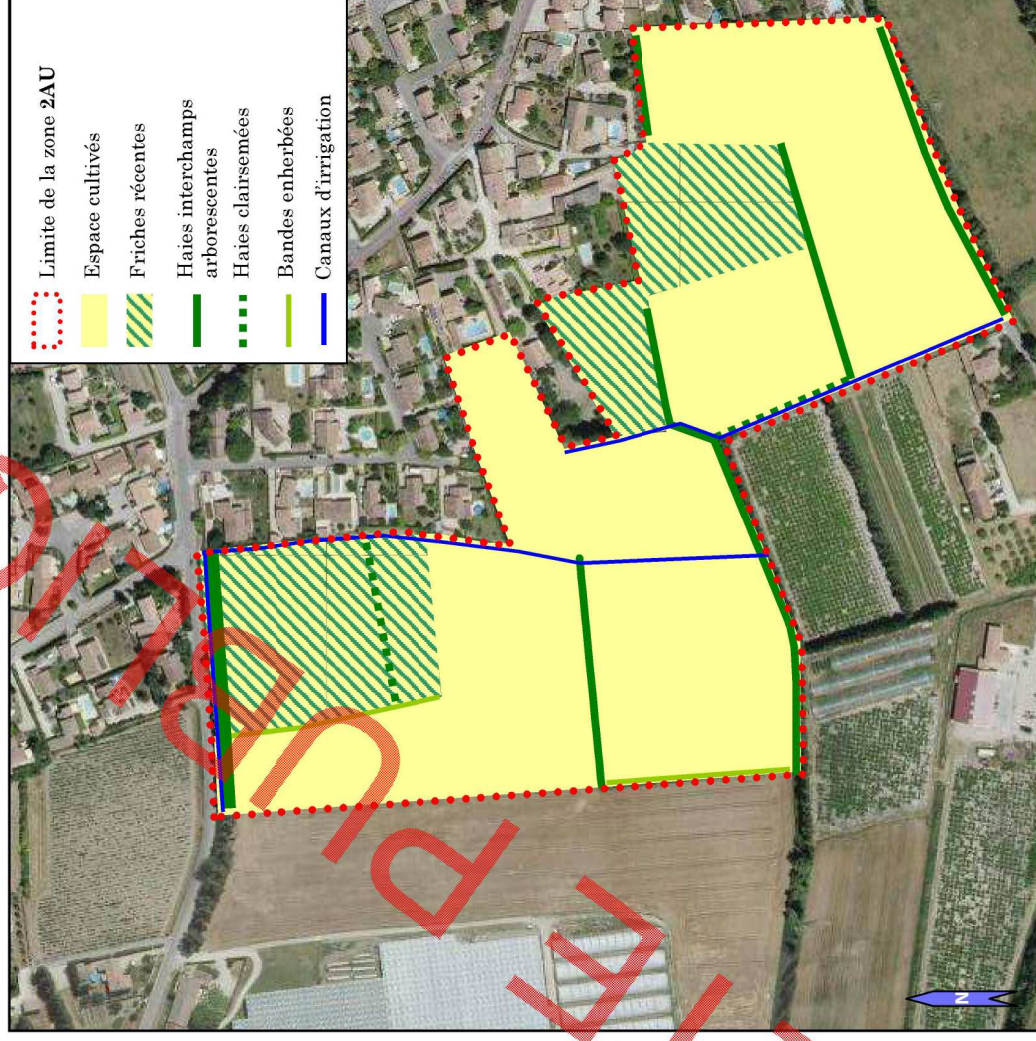 Limite de la zone 2AU
Espace cultivés
Friches récentes
Haies interchamps
arborescentes
Haies clairsemées
Bandes enherbées
Canaux d'irrigation
N